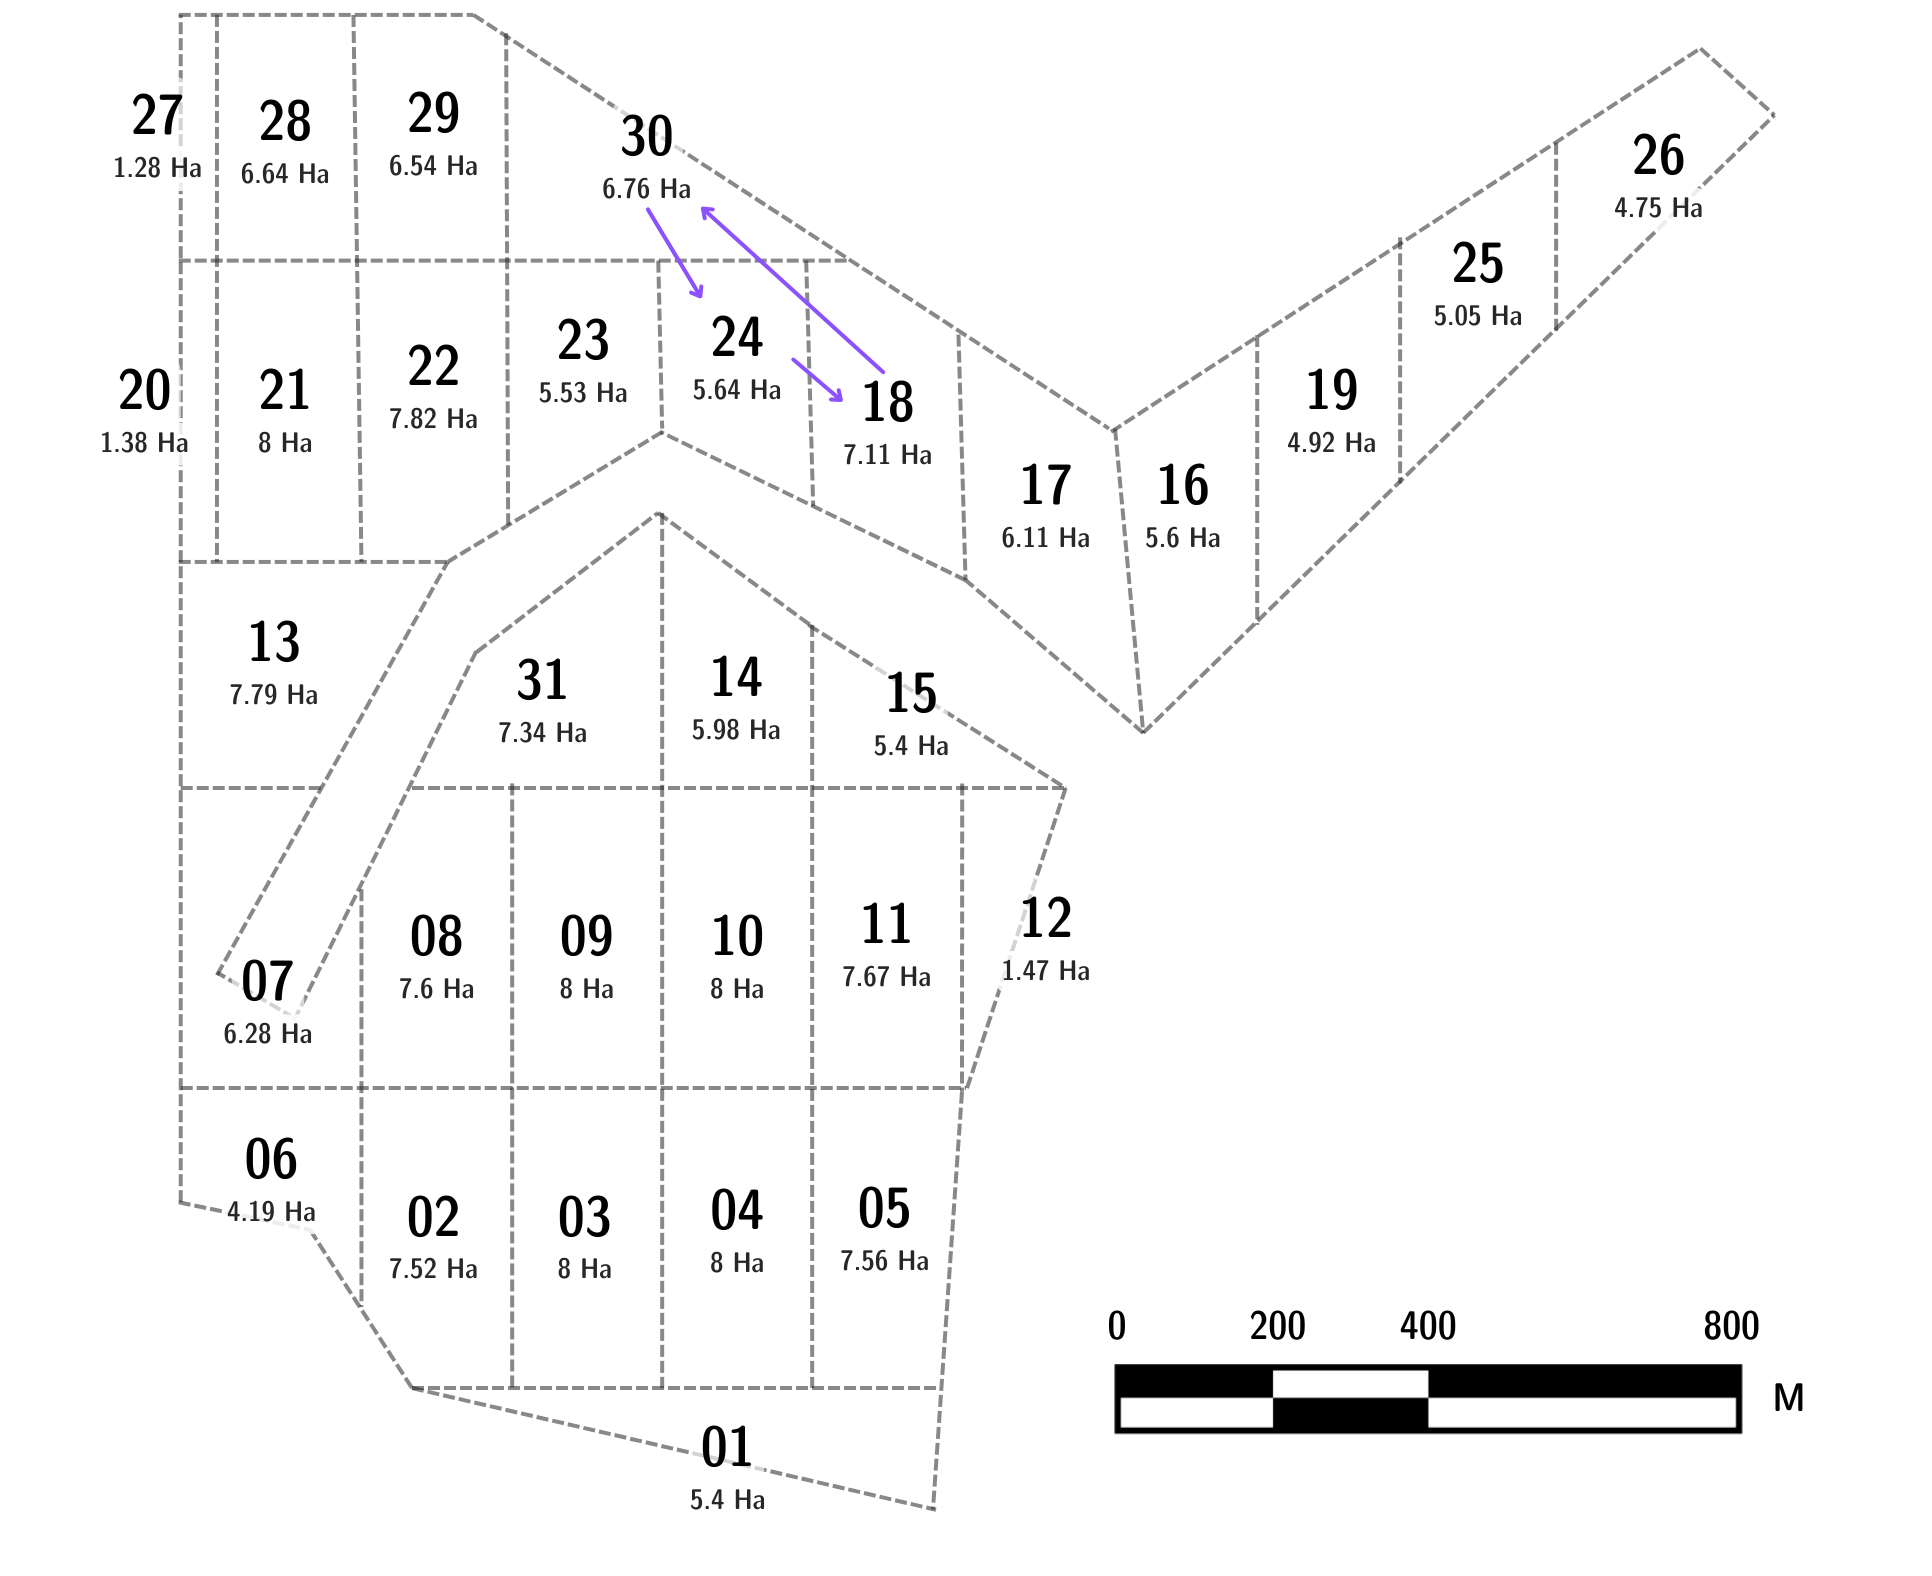 27
1.28 Ha
28
6.64 Ha
29
6.54 Ha
30
6.76 Ha
26
4.75 Ha
25
5.05 Ha
20
1.38 Ha
21
8 Ha
22
7.82 Ha
23
5.53 Ha
24
5.64 Ha
18
7.11 Ha
19
4.92 Ha
17
6.11 Ha
16
5.6 Ha
13
7.79 Ha
31
7.34 Ha
14
5.98 Ha
15
5.4 Ha
07
6.28 Ha
08
7.6 Ha
09
8 Ha
10
8 Ha
11
7.67 Ha
12
1.47 Ha
06
4.19 Ha
02
7.52 Ha
03
8 Ha
04
8 Ha
05
7.56 Ha
0 200 400 800
M
01
5.4 Ha